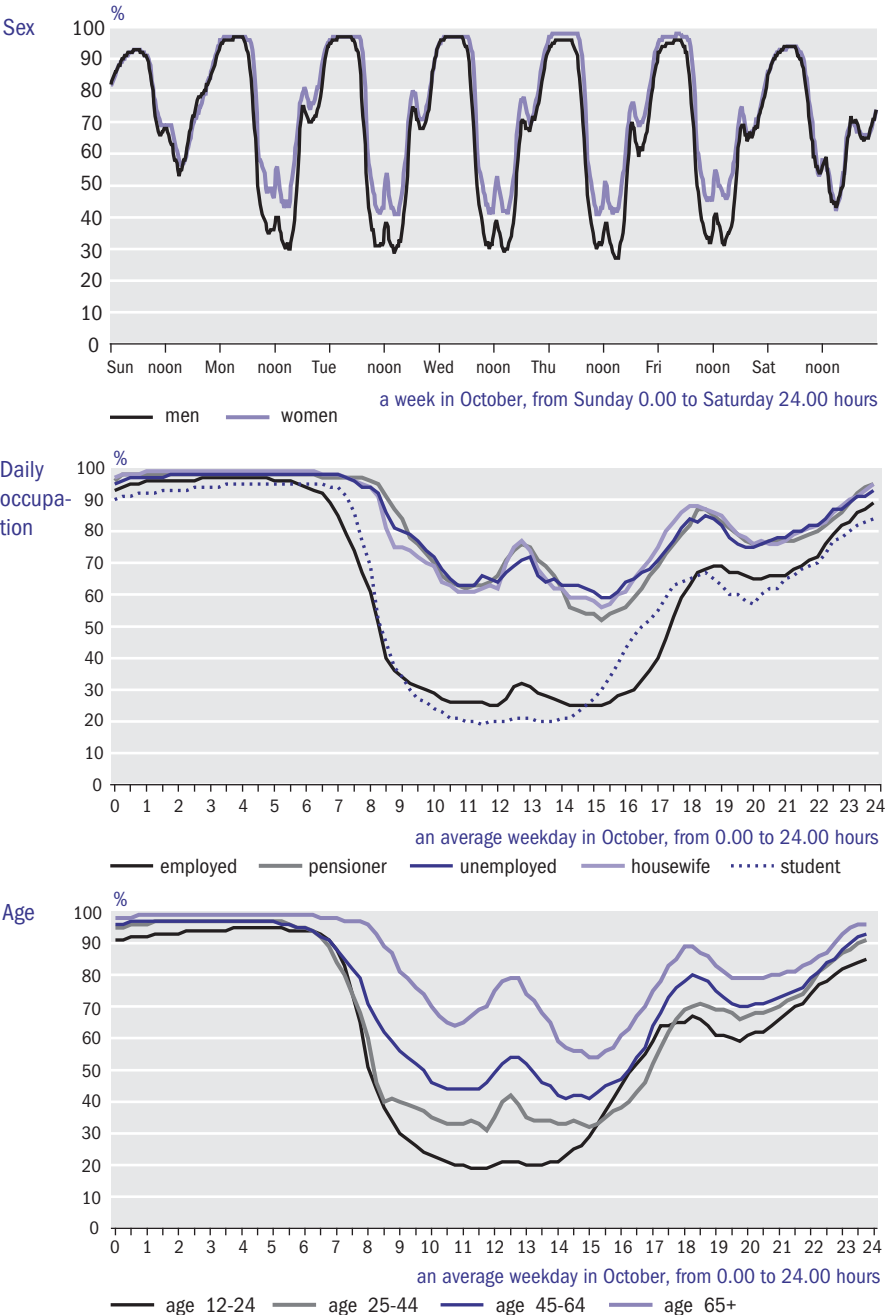 Sex
%
100
90
80
70
60
50
40
30
20
10
0
Sun noon Mon noon Tue noon Wed noon Thu noon Fri noon Sat noon
a week in October, from Sunday 0.00 to Saturday 24.00 hours
men women
Daily
occupa-
tion
%
100
90
80
70
60
50
40
30
20
10
0
0 1 2 3 4 5 6 7 8 9 10 11 12 13 14 15 16 17 18 19 20 21 22 23 24
an average weekday in October, from 0.00 to 24.00 hours
employed pensioner unemployed housewife student
Age
%
100
90
80
70
60
50
40
30
20
10
0
0 1 2 3 4 5 6 7 8 9 10 11 12 13 14 15 16 17 18 19 20 21 22 23 24
an average weekday in October, from 0.00 to 24.00 hours
age 12-24 age 25-44 age 45-64 age 65+